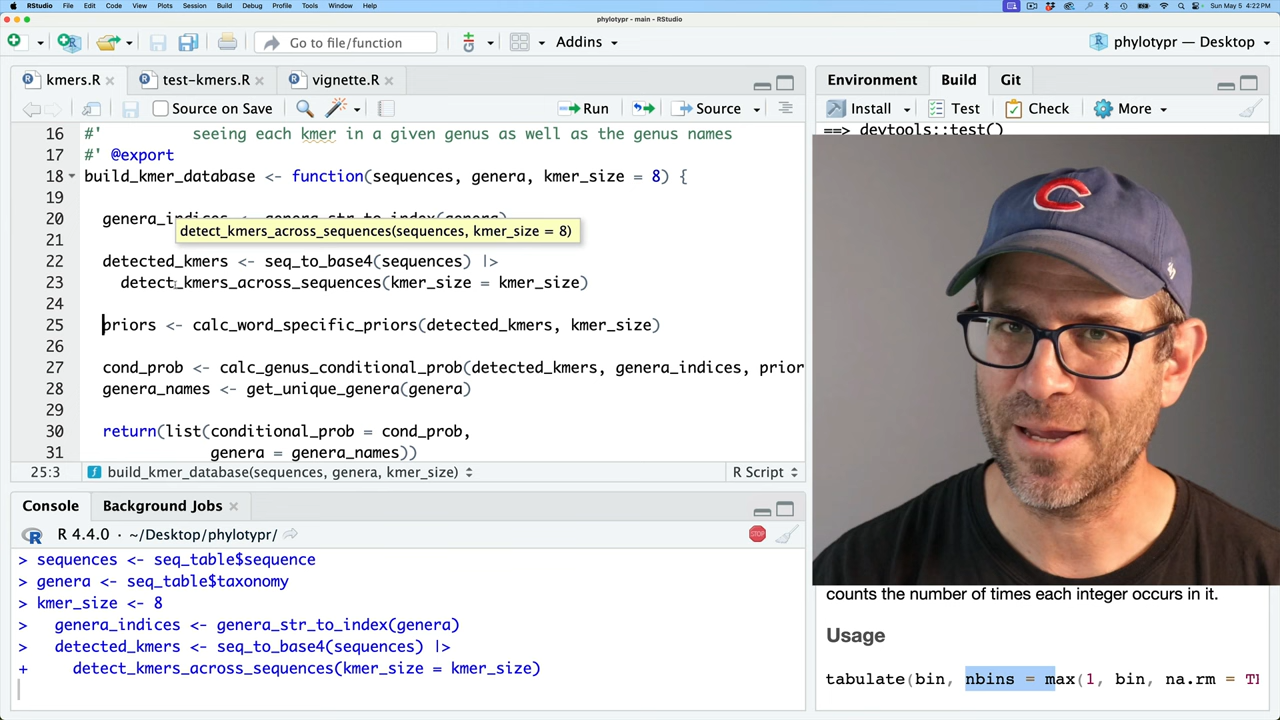 RStudio File Edit Code View Plots Session Build Debug Profile Tools Window Help Sun May 5 4:22 PM
phylotypr - main - RStudio
Go to file/function Addins phylotypr — Desktop
kmers.R test-kmers.R vignette.R
Source on Save Run Source
16 #' seeing each kmer in a given genus as well as the genus names
17 #' @export
18 build_kmer_database <- function(sequences, genera, kmer_size = 8) {
19
20 genera_indices <- genera_str_to_index(genera)
detect_kmers_across_sequences(sequences, kmer_size = 8)
21
22 detected_kmers <- seq_to_base4(sequences) |>
23 detect_kmers_across_sequences(kmer_size = kmer_size)
24
25 priors <- calc_word_specific_priors(detected_kmers, kmer_size)
26
27 cond_prob <- calc_genus_conditional_prob(detected_kmers, genera_indices, prior
28 genera_names <- get_unique_genera(genera)
29
30 return(list(conditional_prob = cond_prob,
31 genera = genera_names))
25:3 build_kmer_database(sequences, genera, kmer_size) R Script
Console Background Jobs
R 4.4.0 · ~/Desktop/phylotypr/
> sequences <- seq_table$sequence
> genera <- seq_table$taxonomy
> kmer_size <- 8
> genera_indices <- genera_str_to_index(genera)
> detected_kmers <- seq_to_base4(sequences) |>
+ detect_kmers_across_sequences(kmer_size = kmer_size)
STOP
Environment Build Git
Install Test Check More
==> devtools::test()
C
counts the number of times each integer occurs in it.
Usage
tabulate(bin, nbins = max(1, bin, na.rm = T